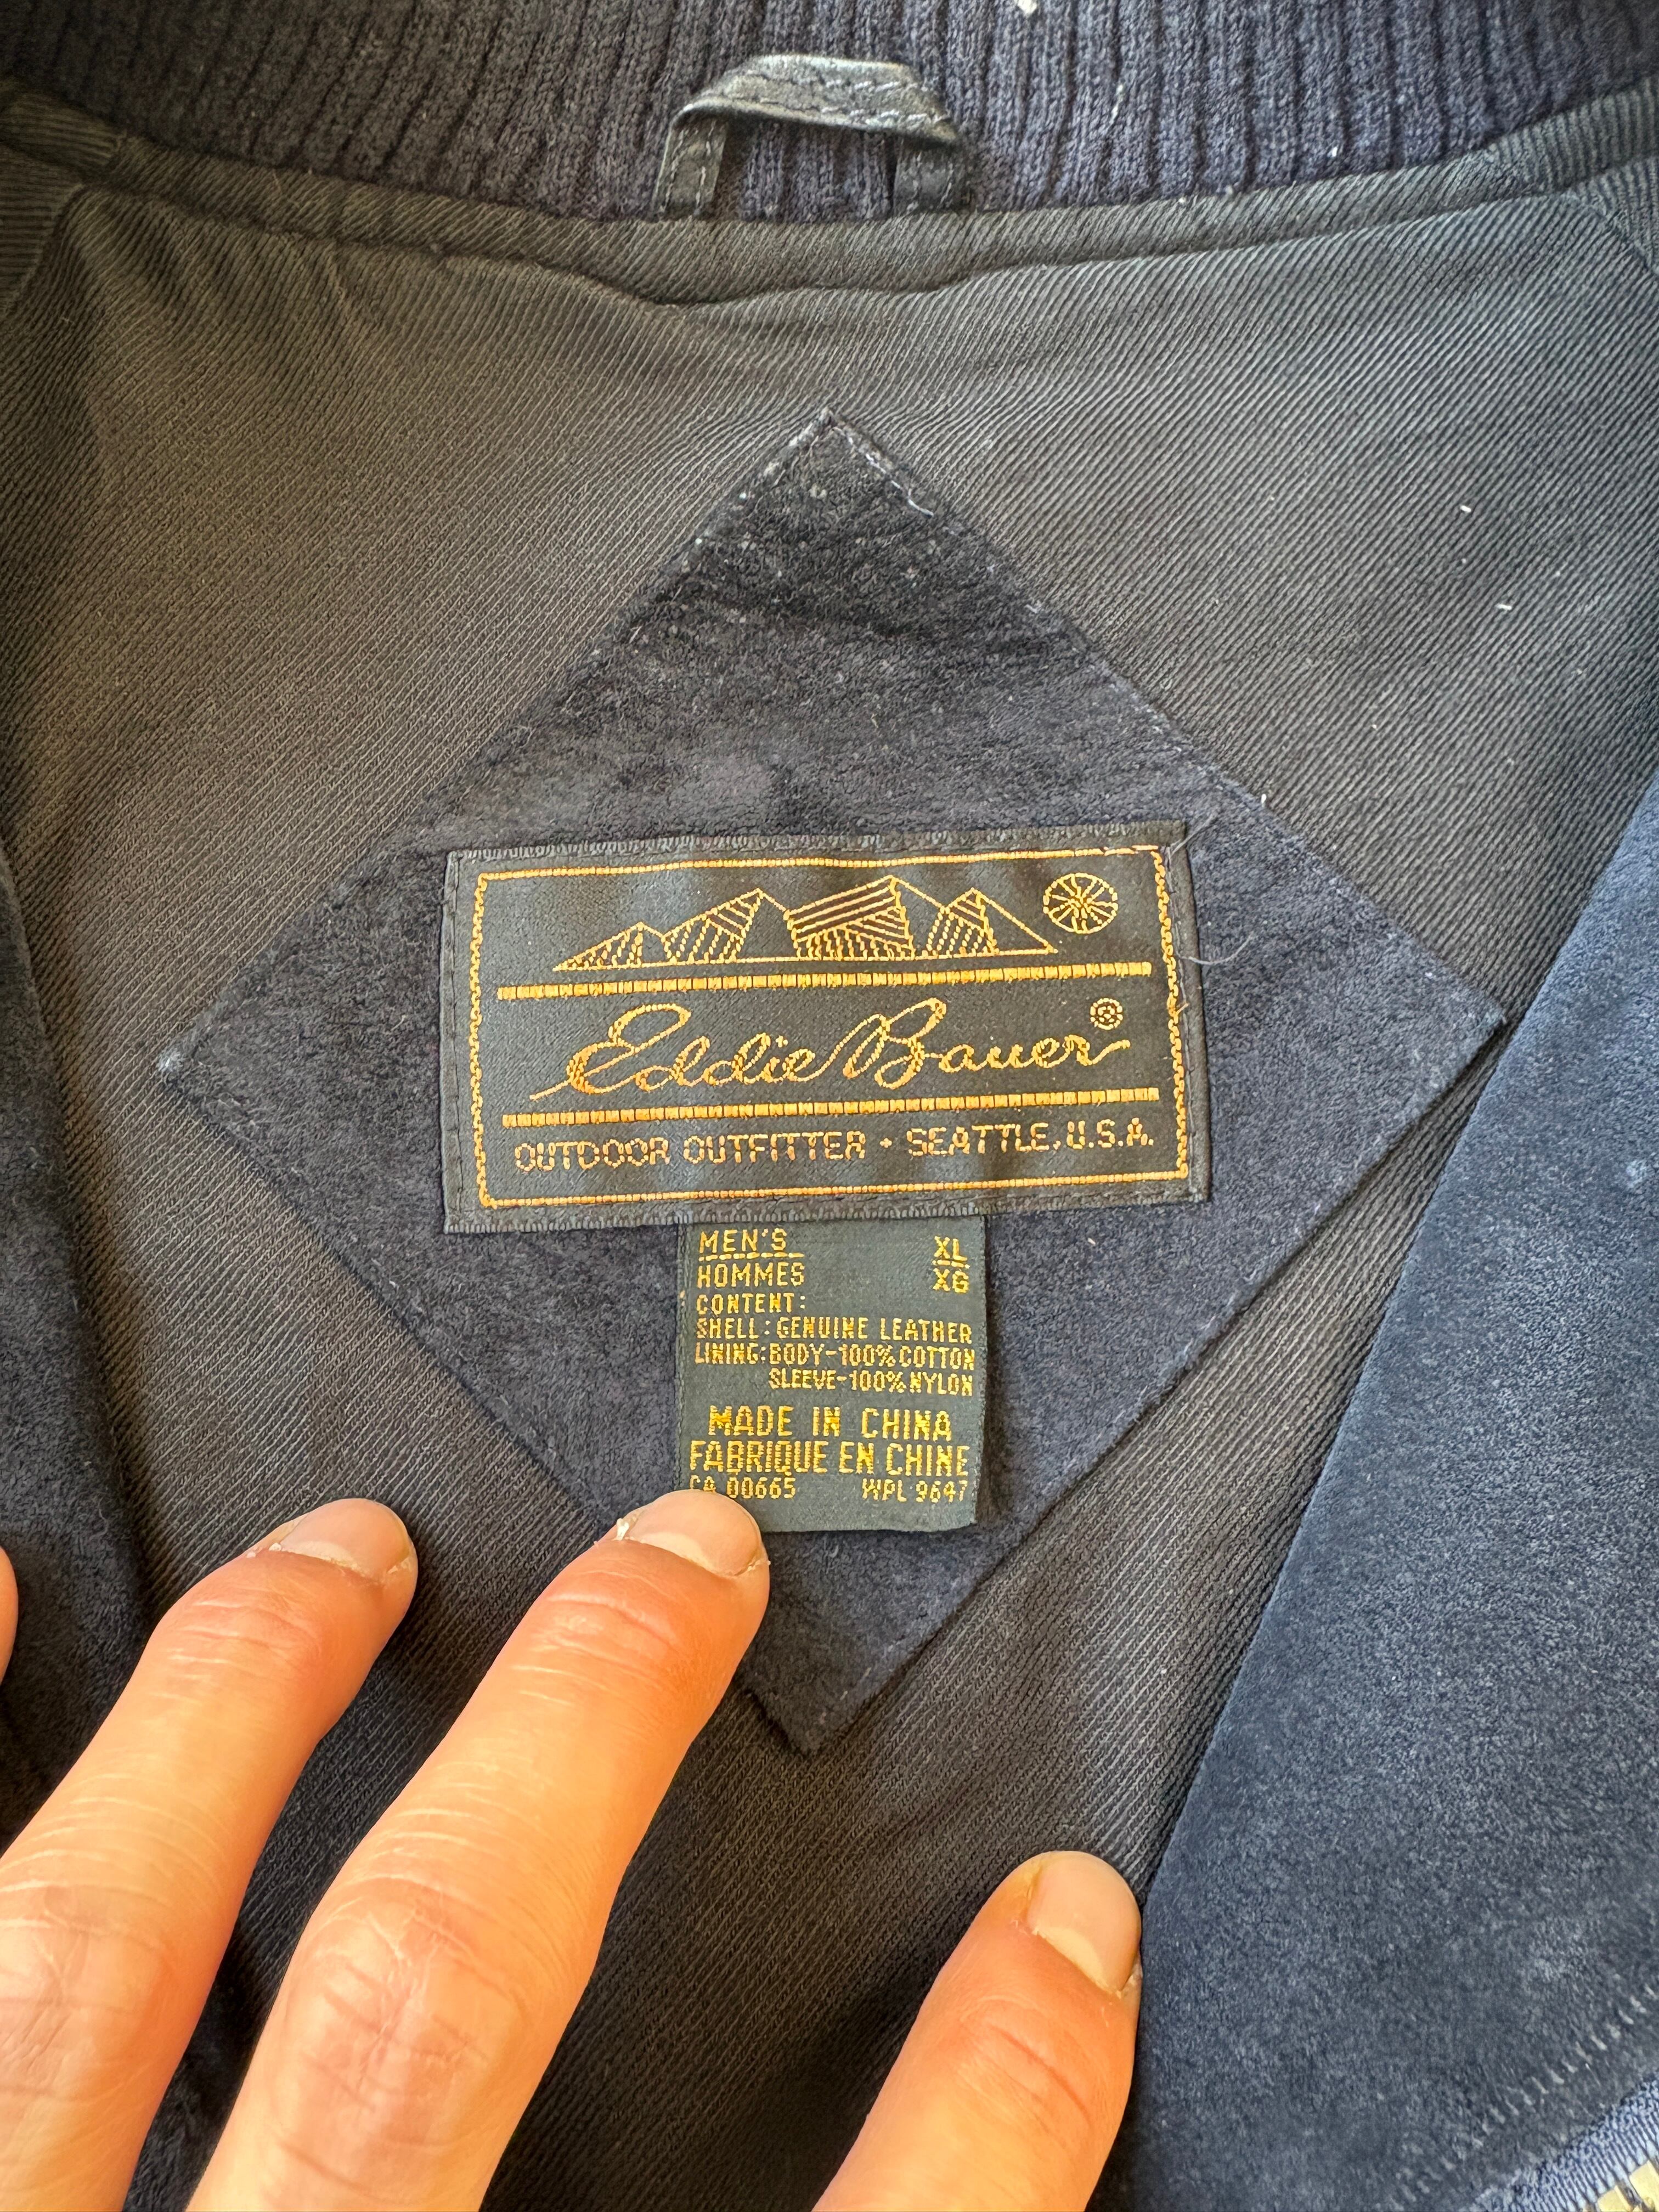 Eddie Bauer®
OUTDOOR OUTFITTER • SEATTLE, U.S.A.
MEN'S XL
HOMMES XG
CONTENT:
SHELL: GENUINE LEATHER
LINING: BODY-100% COTTON
SLEEVE-100% NYLON
MADE IN CHINA
FABRIQUE EN CHINE
CA 00665 WPL 9647